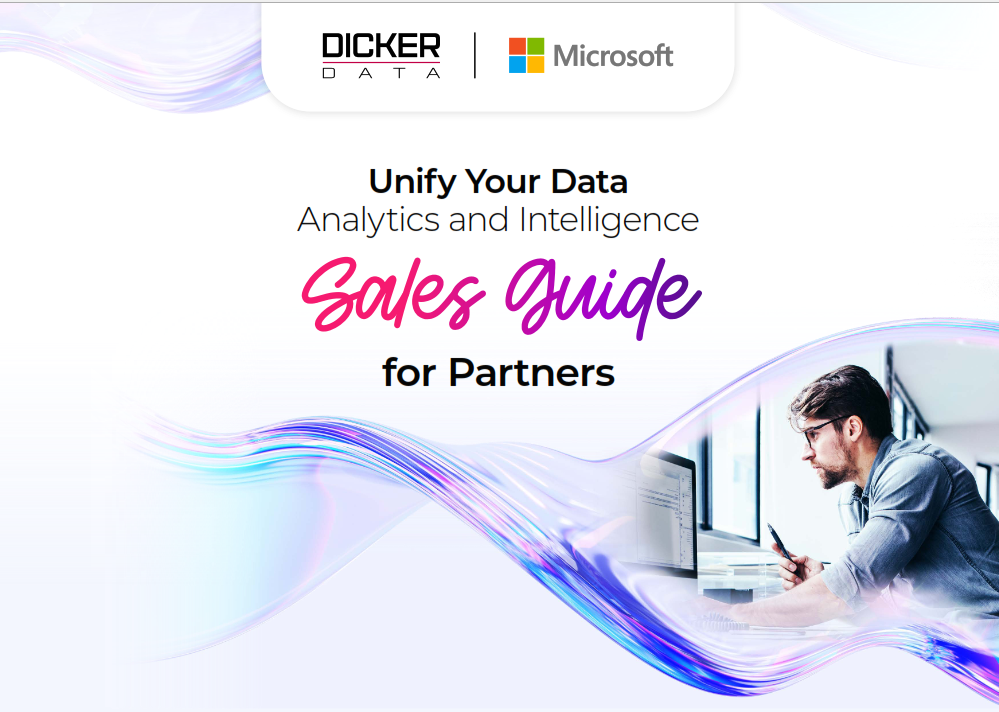 DICKER
DATA
Microsoft
Unify Your Data
Analytics and Intelligence
Sales Guide
for Partners